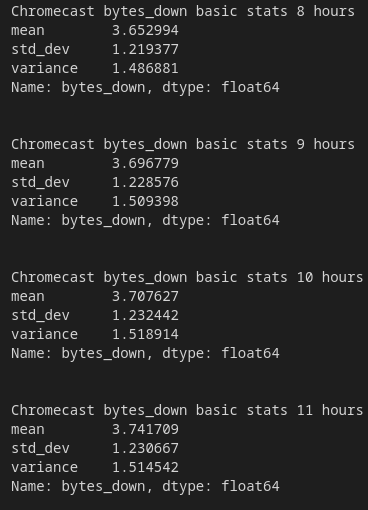 Chromecast bytes_down basic stats 8 hours
mean        3.652994
std_dev     1.219377
variance    1.486881
Name: bytes_down, dtype: float64
Chromecast bytes_down basic stats 9 hours
mean        3.696779
std_dev     1.228576
variance    1.509398
Name: bytes_down, dtype: float64
Chromecast bytes_down basic stats 10 hours
mean        3.707627
std_dev     1.232442
variance    1.518914
Name: bytes_down, dtype: float64
Chromecast bytes_down basic stats 11 hours
mean        3.741709
std_dev     1.230667
variance    1.514542
Name: bytes_down, dtype: float64